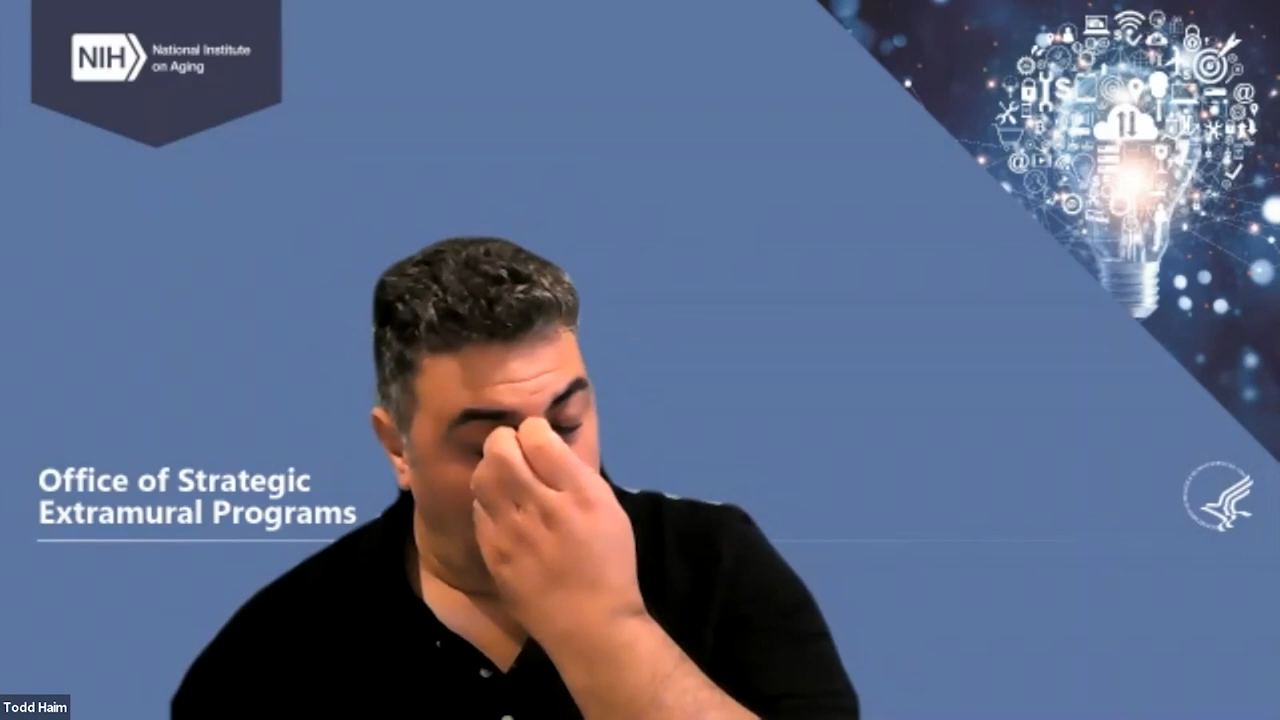 NIH
National Institute
on Aging
Office of Strategic
Extramural Programs
Todd Haim